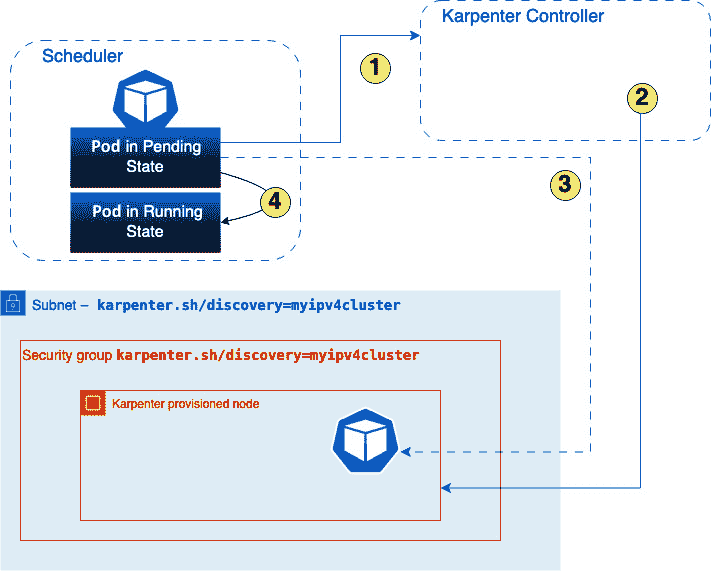 Karpenter Controller
Scheduler
1
2
Pod in Pending
State
3
4
Pod in Running
State
Subnet – karpenter.sh/discovery=myipv4cluster
Security group karpenter.sh/discovery=myipv4cluster
Karpenter provisioned node